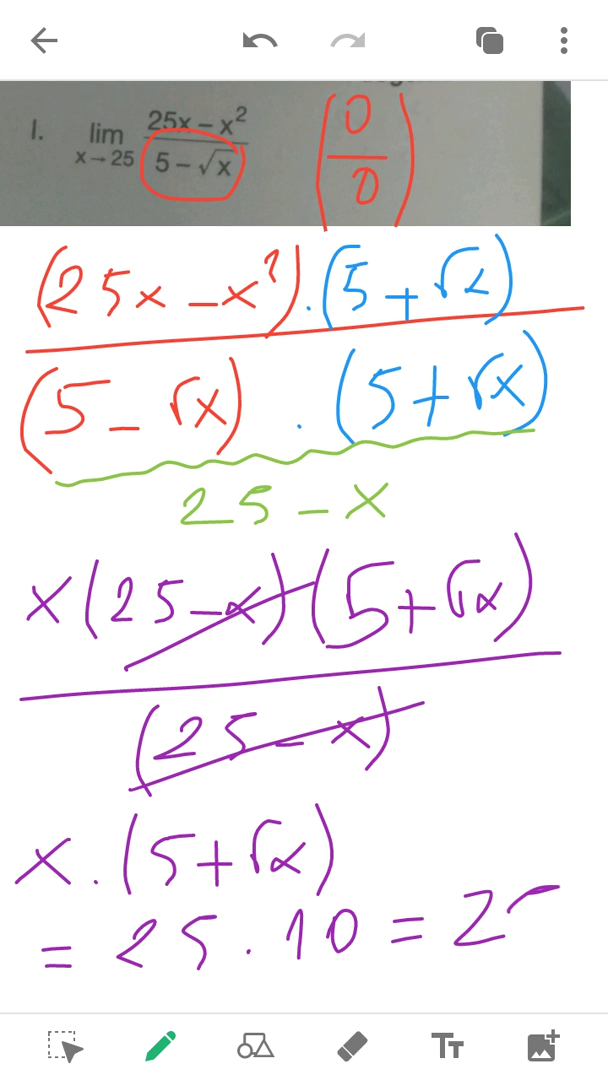 I. lim x→25 25x − x² / 5 − √x (0/0)
(25x − x²) · (5 + √x)
(5 − √x) · (5 + √x)
25 − x
x(25 − x)(5 + √x)
(25 − x)
x · (5 + √x)
= 25 · 10 = 2
Tт